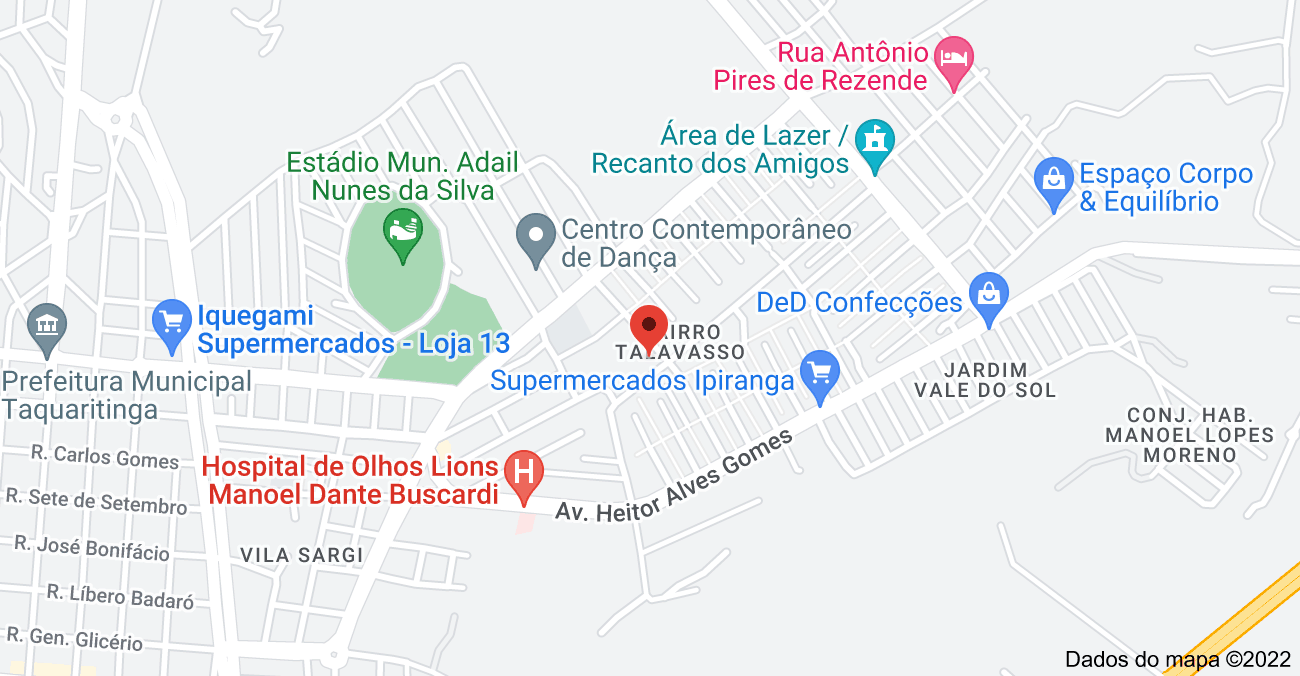 Rua Antônio
Pires de Rezende
Área de Lazer /
Recanto dos Amigos
Estádio Mun. Adail
Nunes da Silva
Espaço Corpo
& Equilíbrio
Centro Contemporâneo
de Dança
DeD Confecções
Iquegami
Supermercados - Loja 13
TALAVASSO
Supermercados Ipiranga
JARDIM
VALE DO SOL
Prefeitura Municipal
Taquaritinga
CONJ. HAB.
MANOEL LOPES
MORENO
R. Carlos Gomes
Hospital de Olhos Lions
Manoel Dante Buscardi
H
Av. Heitor Alves Gomes
R. Sete de Setembro
R. José Bonifácio
VILA SARGI
R. Líbero Badaró
R. Gen. Glicério
Dados do mapa ©2022